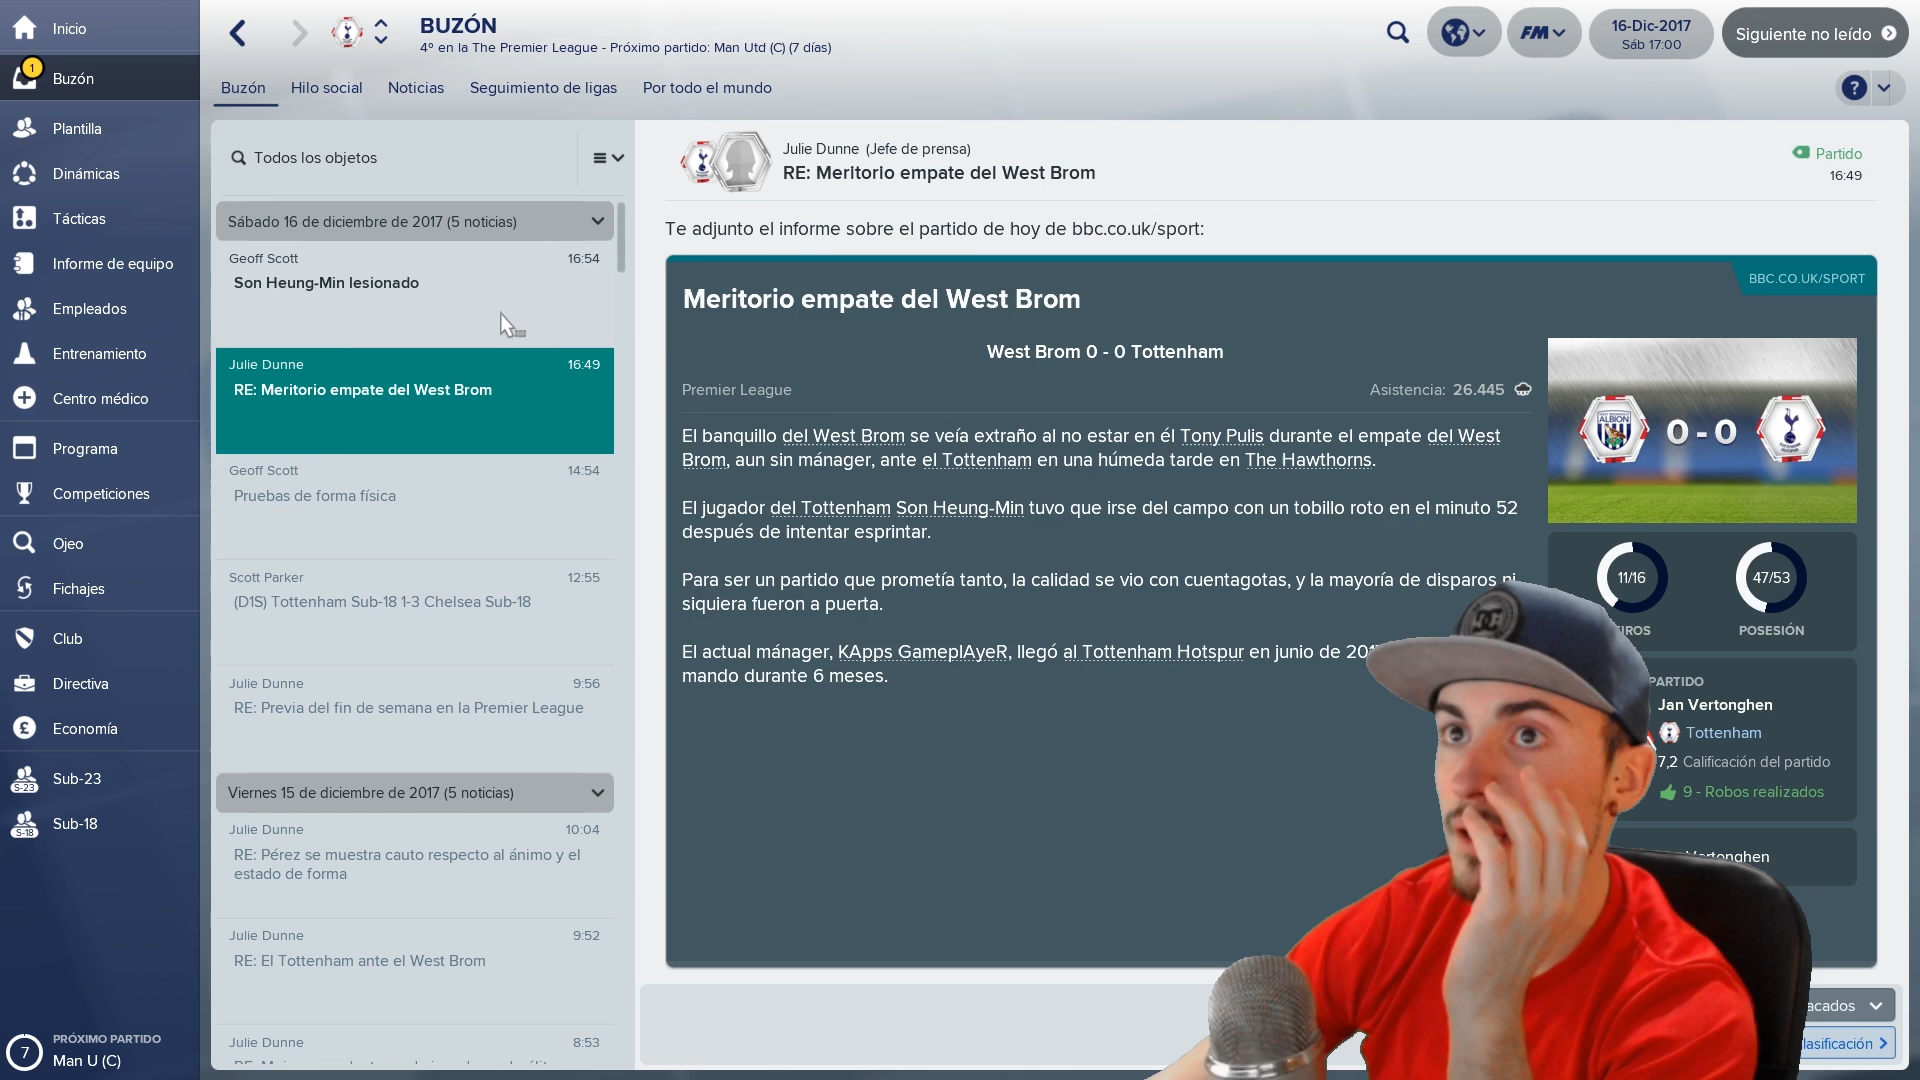 Inicio
1
Buzón
Plantilla
Dinámicas
Tácticas
Informe de equipo
Empleados
Entrenamiento
Centro médico
Programa
Competiciones
Ojeo
Fichajes
Club
Directiva
Economía
S-23
Sub-23
S-18
Sub-18
7
PRÓXIMO PARTIDO
Man U (C)
BUZÓN
4º en la The Premier League - Próximo partido: Man Utd (C) (7 días)
FM
16-Dic-2017
Sáb 17:00
Siguiente no leído
Buzón
Hilo social
Noticias
Seguimiento de ligas
Por todo el mundo
?
Todos los objetos
Sábado 16 de diciembre de 2017 (5 noticias)
Geoff Scott 16:54
Son Heung-Min lesionado
Julie Dunne 16:49
RE: Meritorio empate del West Brom
Geoff Scott 14:54
Pruebas de forma física
Scott Parker 12:55
(D1S) Tottenham Sub-18 1-3 Chelsea Sub-18
Julie Dunne 9:56
RE: Previa del fin de semana en la Premier League
Viernes 15 de diciembre de 2017 (5 noticias)
Julie Dunne 10:04
RE: Pérez se muestra cauto respecto al ánimo y el
estado de forma
Julie Dunne 9:52
RE: El Tottenham ante el West Brom
Julie Dunne 8:53
Julie Dunne (Jefe de prensa)
RE: Meritorio empate del West Brom
Partido
16:49
Te adjunto el informe sobre el partido de hoy de bbc.co.uk/sport:
BBC.CO.UK/SPORT
Meritorio empate del West Brom
West Brom 0 - 0 Tottenham
Premier League
Asistencia: 26.445
El banquillo del West Brom se veía extraño al no estar en él Tony Pulis durante el empate del West
Brom, aun sin mánager, ante el Tottenham en una húmeda tarde en The Hawthorns.
El jugador del Tottenham Son Heung-Min tuvo que irse del campo con un tobillo roto en el minuto 52
después de intentar esprintar.
Para ser un partido que prometía tanto, la calidad se vio con cuentagotas, y la mayoría de disparos ni
siquiera fueron a puerta.
El actual mánager, KApps GameplAyeR, llegó al Tottenham Hotspur en junio de
mando durante 6 meses.
ALBION
0 - 0
11/16
47/53
POSESIÓN
PARTIDO
Jan Vertonghen
Tottenham
7,2 Calificación del partido
9 - Robos realizados
Vertonghen